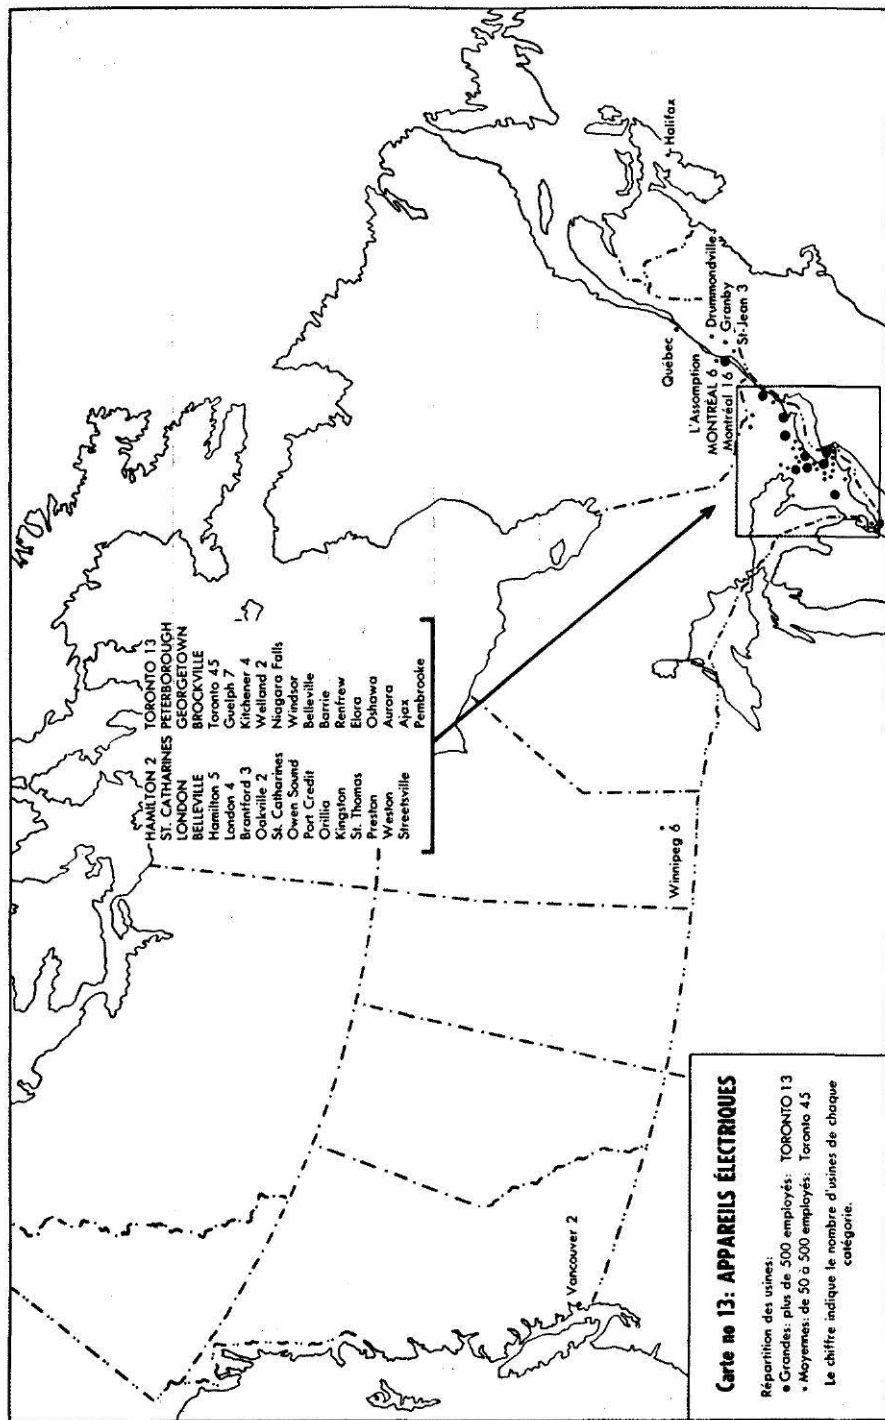 HAMILTON 2 TORONTO 13
ST. CATHARINES PETERBOROUGH
LONDON GEORGETOWN
BELLEVILLE BROCKVILLE
Hamilton 5 Toronto 45
London 4 Guelph 7
Brantford 3 Kitchener 4
Oakville 2 Welland 2
St. Catharines Niagara Falls
Owen Sound Windsor
Port Credit Belleville
Orillia Barrie
Kingston Renfrew
St. Thomas Elora
Preston Oshawa
Weston Aurora
Streetsville Ajax
Pembrooke
Vancouver 2
Winnipeg 6
Québec
L'Assomption
MONTRÉAL 6
Montréal 16
Drummondville
Granby
St-Jean 3
Halifax
Carte no 13: APPAREILS ÉLECTRIQUES
Répartition des usines:
• Grandes: plus de 500 employés: TORONTO 13
• Moyennes: de 50 à 500 employés: Toronto 45
Le chiffre indique le nombre d'usines de chaque
catégorie.